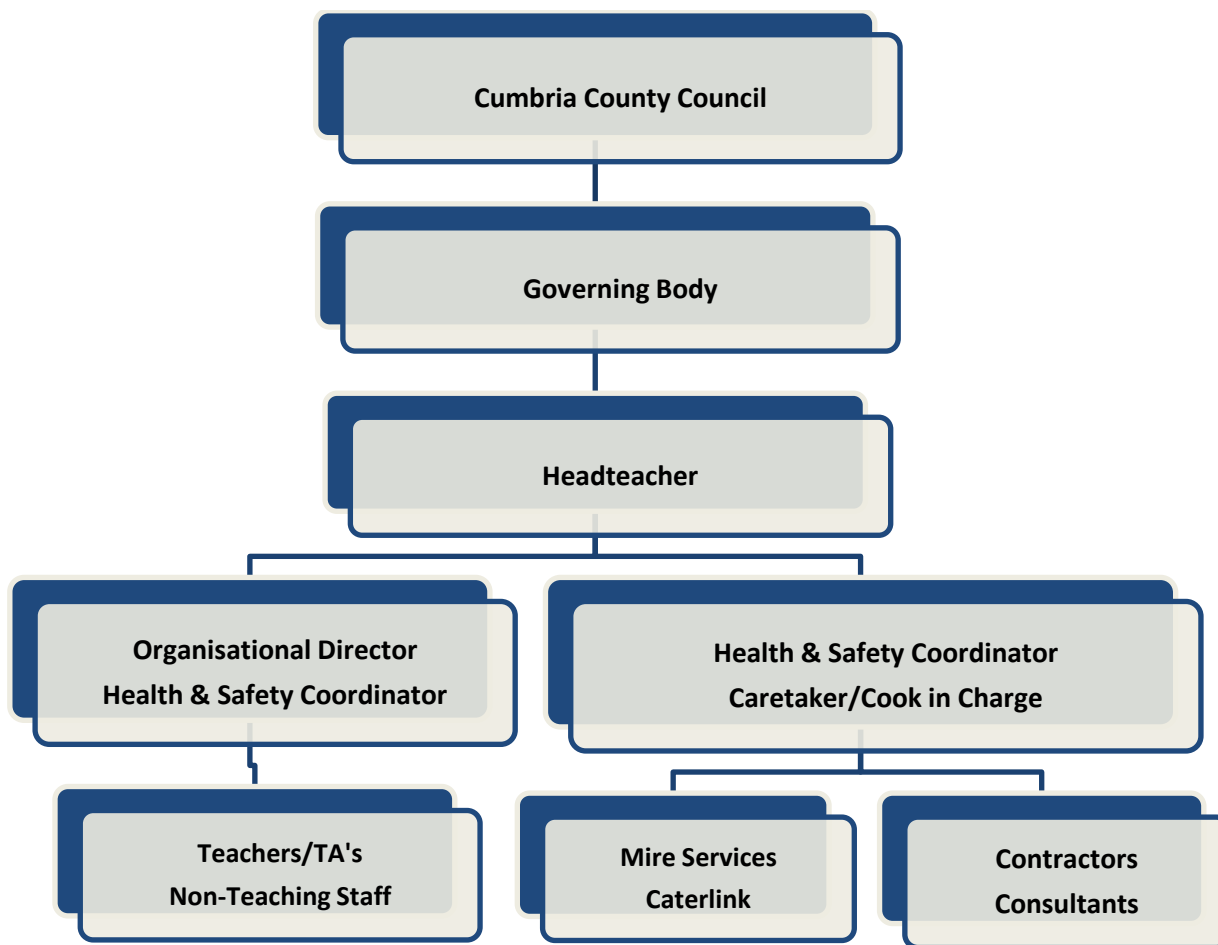 Cumbria County Council
Governing Body
Headteacher
Organisational Director
Health & Safety Coordinator
Health & Safety Coordinator
Caretaker/Cook in Charge
Teachers/TA's
Non-Teaching Staff
Mire Services
Caterlink
Contractors
Consultants